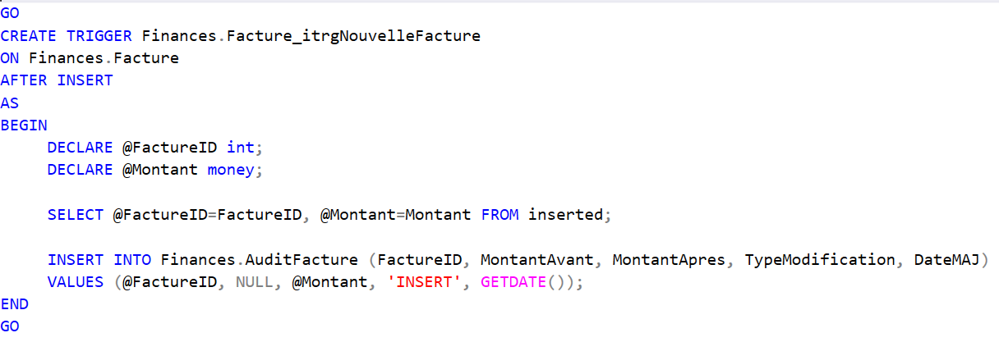 GO
CREATE TRIGGER Finances.Facture_itrgNouvelleFacture
ON Finances.Facture
AFTER INSERT
AS
BEGIN
DECLARE @FactureID int;
DECLARE @Montant money;
SELECT @FactureID=FactureID, @Montant=Montant FROM inserted;
INSERT INTO Finances.AuditFacture (FactureID, MontantAvant, MontantApres, TypeModification, DateMAJ)
VALUES (@FactureID, NULL, @Montant, 'INSERT', GETDATE());
END
GO